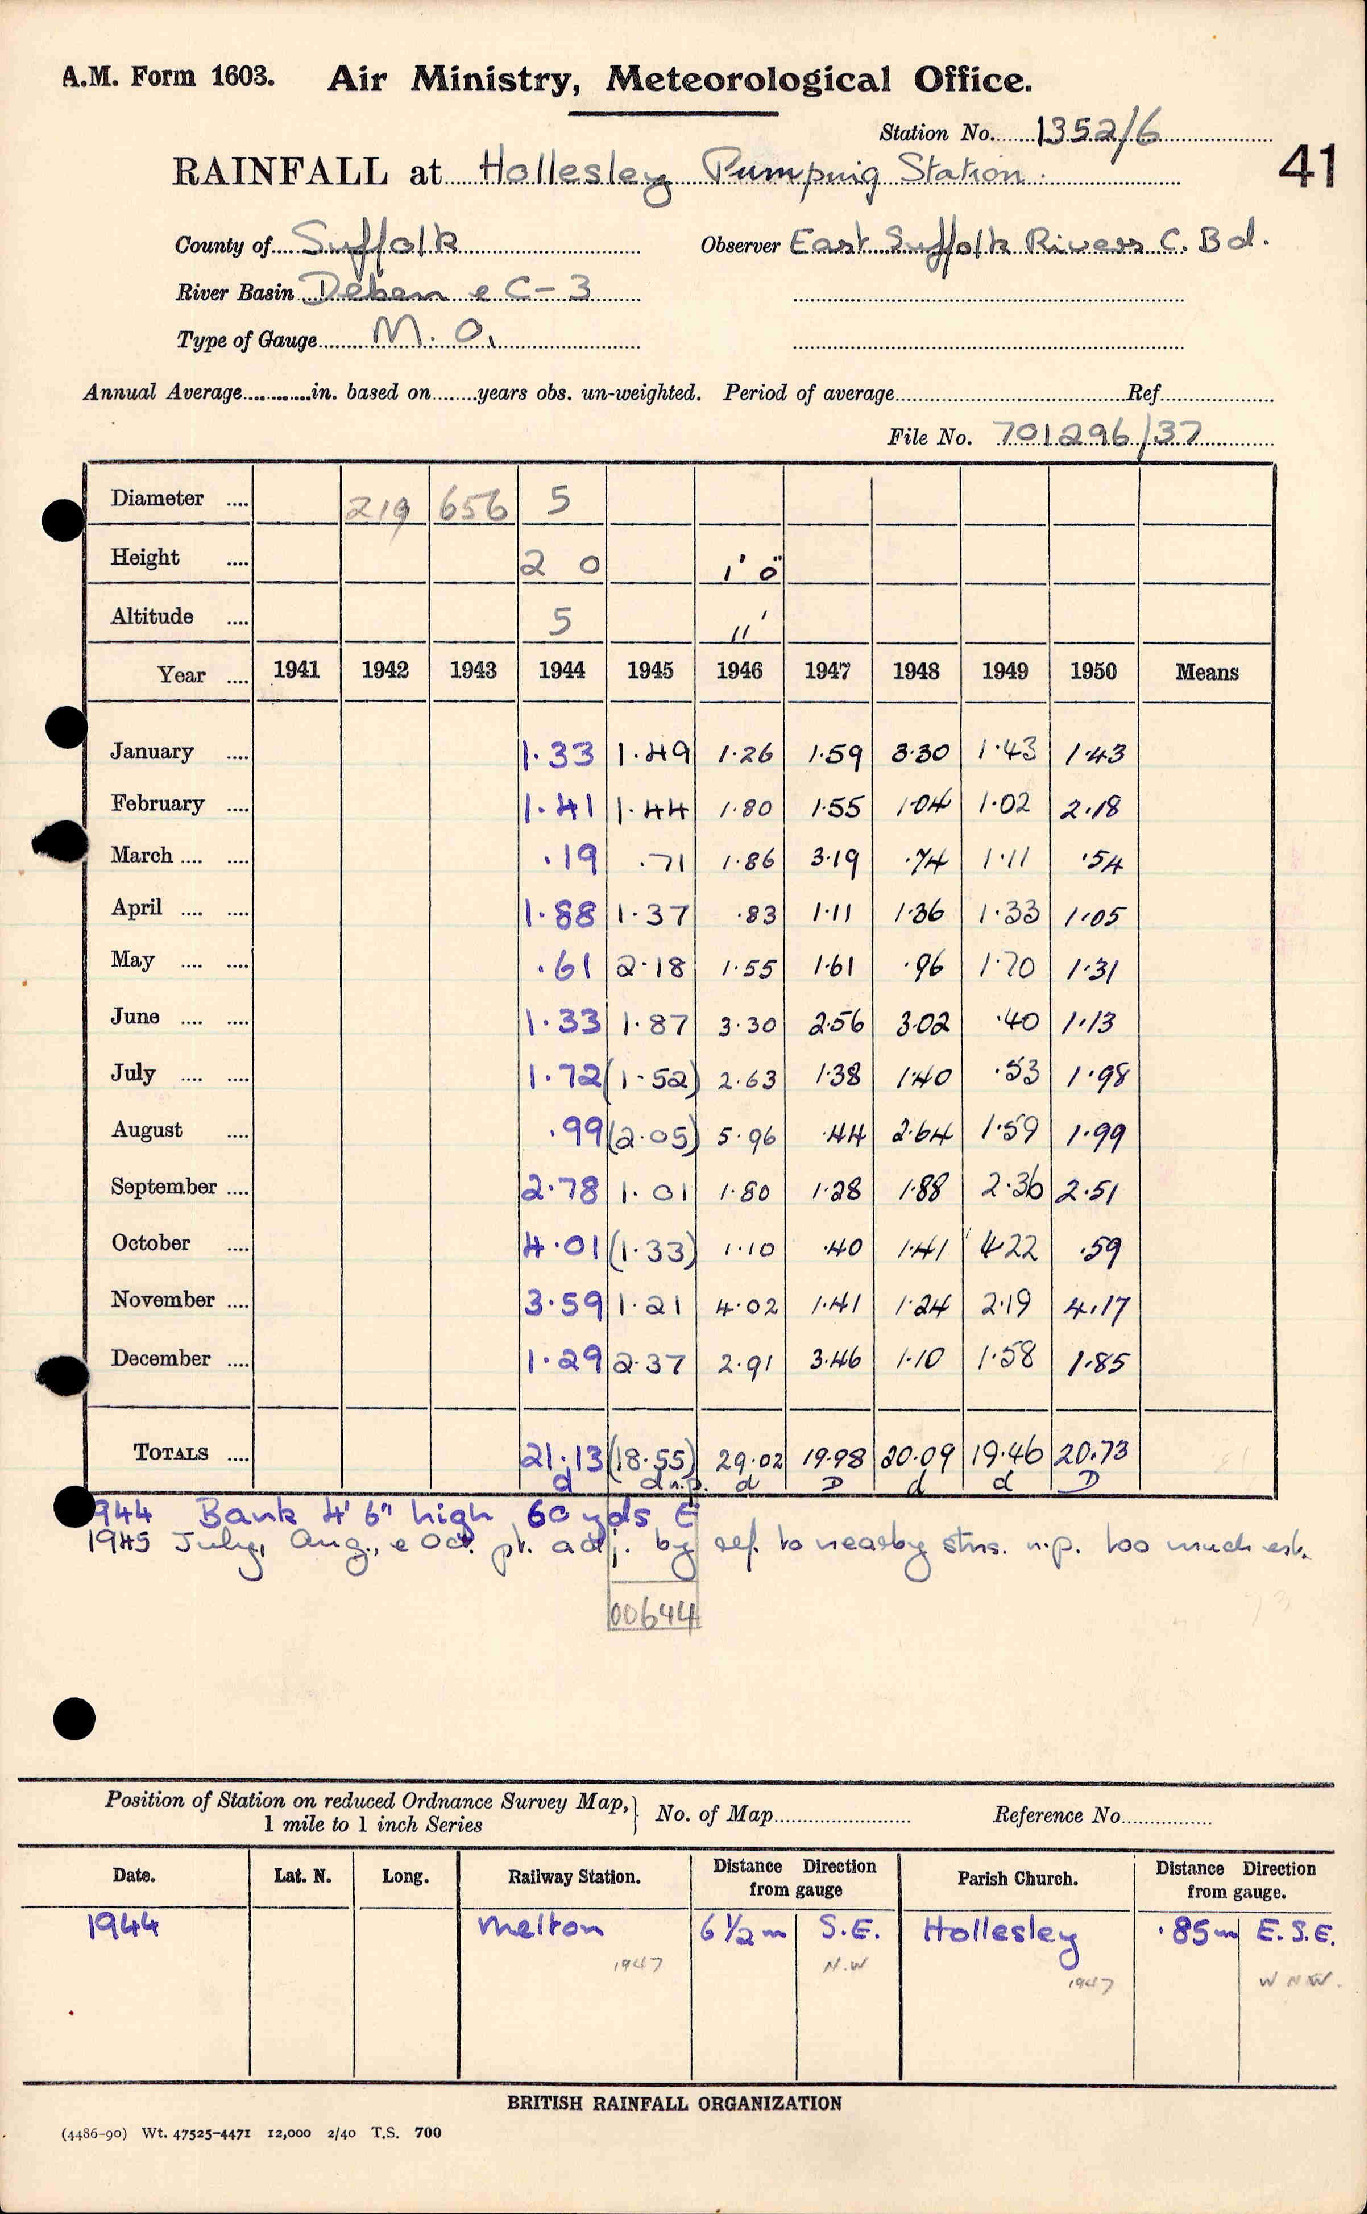 A.M. Form 1603. Air Ministry, Meteorological Office.
Station No. 1352/6
41
RAINFALL at Hollesley Pumping Station.
County of Suffolk Observer East Suffolk Rivers C. Bd.
River Basin Deben e C-3
Type of Gauge M. O.
Annual Average............in. based on........years obs. un-weighted. Period of average Ref.
File No. 701296/37
Diameter .... 219 656 5
Height .... 2 0 1' 0"
Altitude .... 5 11'
Year .... 1941 1942 1943 1944 1945 1946 1947 1948 1949 1950 Means
January .... 1.33 1.49 1.26 1.59 3.30 1.43 1.43
February .... 1.41 1.44 1.80 1.55 1.04 1.02 2.18
March .... .... .19 .71 1.86 3.19 .74 1.11 .54
April .... .... 1.88 1.37 .83 1.11 1.36 1.33 1.05
May .... .... .61 2.18 1.55 1.61 .96 1.70 1.31
June .... .... 1.33 1.87 3.30 2.56 3.02 .40 1.13
July .... .... 1.72 (1.52) 2.63 1.38 1.40 .53 1.98
August .... .99 (2.05) 5.96 .44 2.64 1.59 1.99
September .... 2.78 1.01 1.80 1.28 1.88 2.36 2.51
October .... 4.01 (1.33) 1.10 .40 1.41 4.22 .59
November .... 3.59 1.21 4.02 1.41 1.24 2.19 4.17
December .... 1.29 2.37 2.91 3.46 1.10 1.58 1.85
TOTALS .... 21.13 (18.55) 29.02 19.98 20.09 19.46 20.73
d d n.p. d D d d D
944 Bank 4' 6" high 60 yds E
1945 July, Aug., e Oct. pt. adj. by ref. to nearby stns. n.p. too much est.
00644
Position of Station on reduced Ordnance Survey Map, 1 mile to 1 inch Series } No. of Map Reference No.
Date. Lat. N. Long. Railway Station. Distance Direction from gauge Parish Church. Distance Direction from gauge.
1944 Melton 6½m S.E. Hollesley .85m E.S.E.
1947 N.W 1947 W N W.
BRITISH RAINFALL ORGANIZATION
(4486-90) Wt. 47525-4471 12,000 2/40 T.S. 700